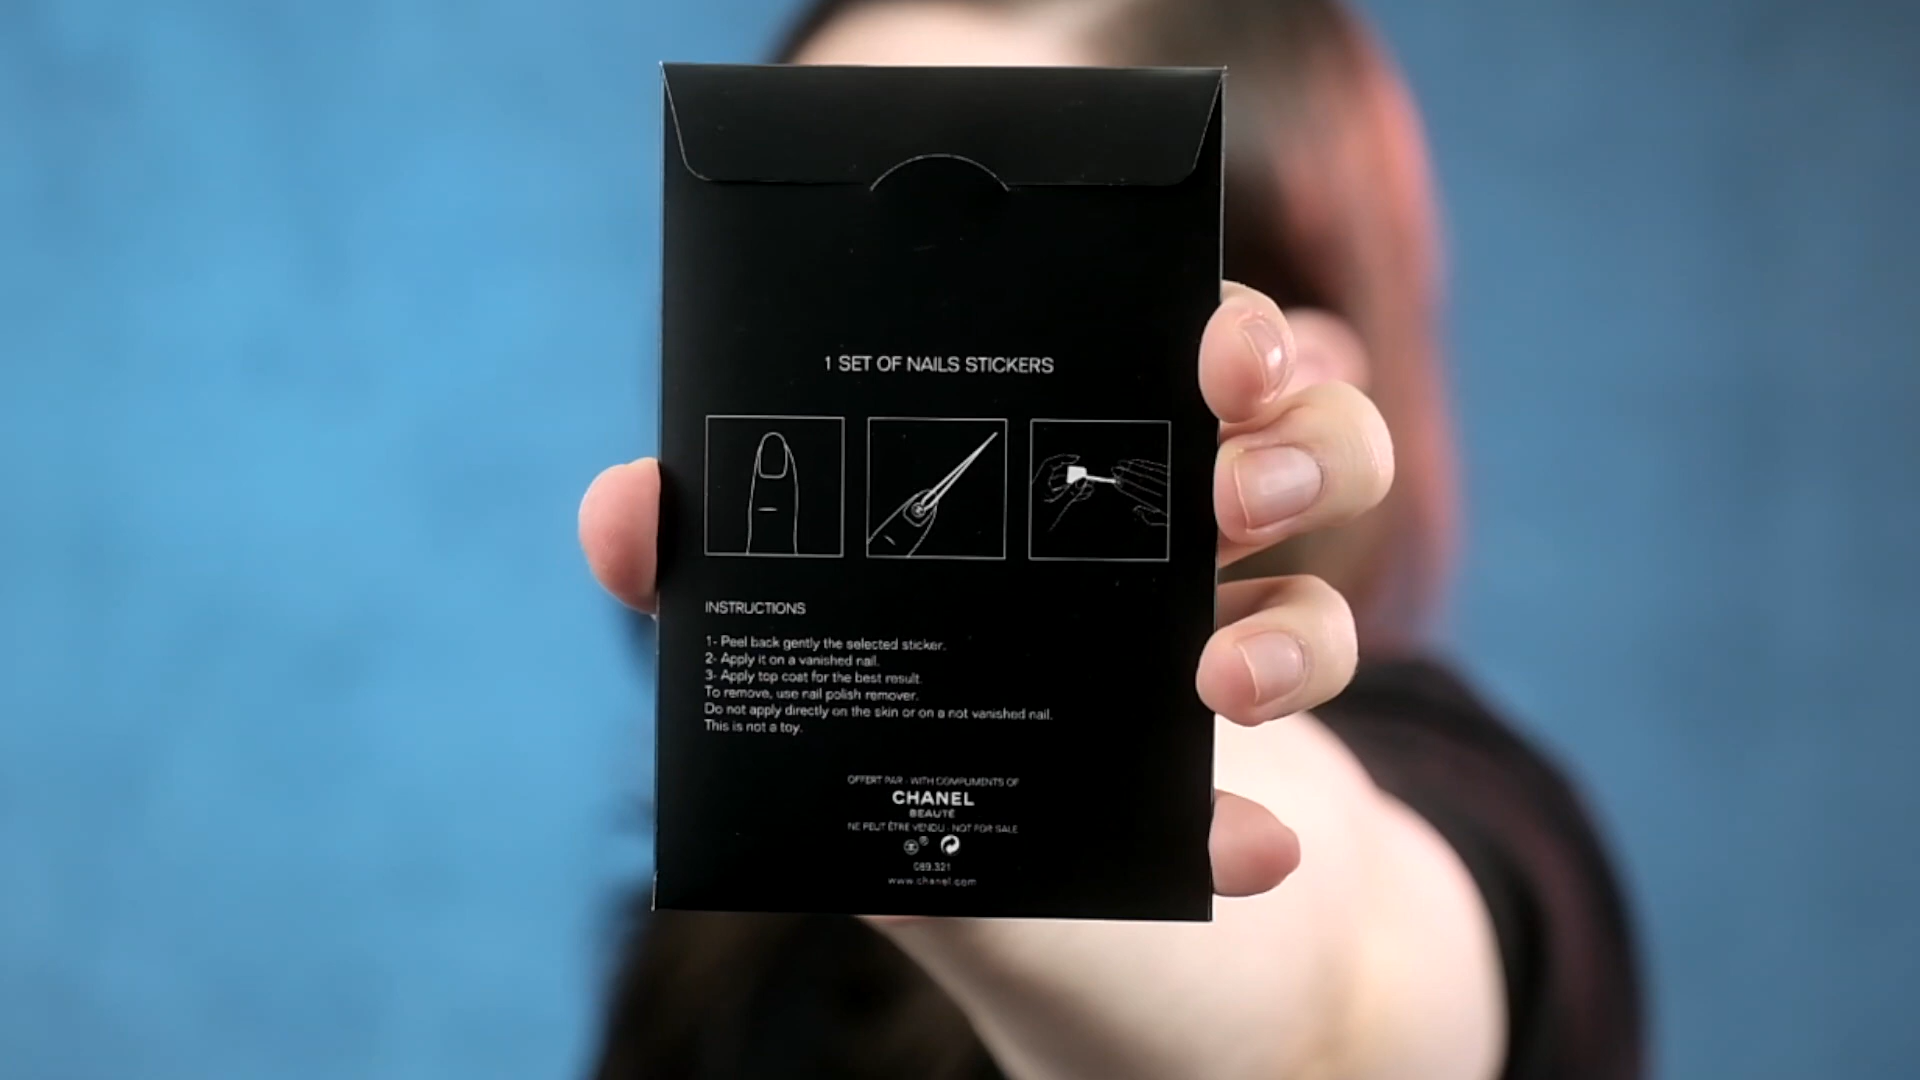 1 SET OF NAILS STICKERS
INSTRUCTIONS
1- Peel back gently the selected sticker.
2- Apply it on a vanished nail.
3- Apply top coat for the best result.
To remove, use nail polish remover.
Do not apply directly on the skin or on a not vanished nail.
This is not a toy.
OFFERT PAR - WITH COMPLIMENTS OF
CHANEL
BEAUTÉ
NE PEUT ÊTRE VENDU - NOT FOR SALE
089.321
www.chanel.com